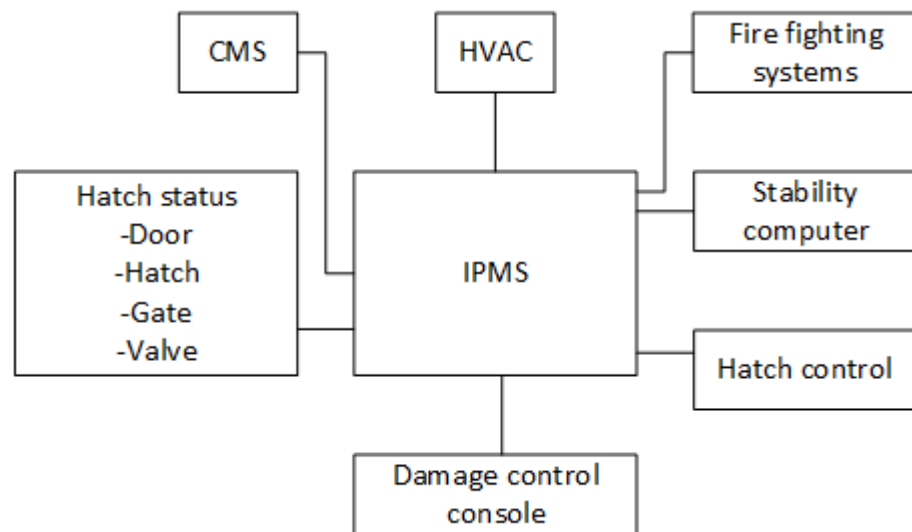 CMS
HVAC
Fire fighting
systems
Hatch status
-Door
-Hatch
-Gate
-Valve
IPMS
Stability
computer
Hatch control
Damage control
console